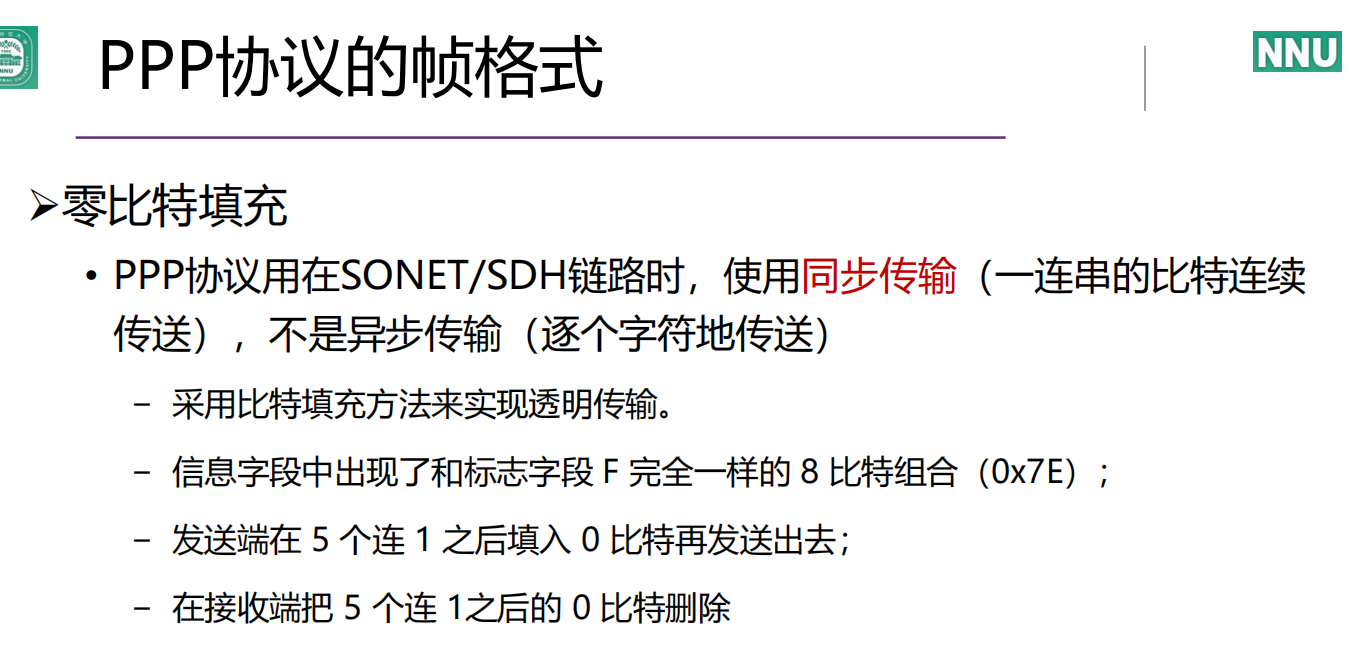 PPP协议的帧格式
NNU
➢零比特填充
• PPP协议用在SONET/SDH链路时，使用同步传输（一连串的比特连续
传送），不是异步传输（逐个字符地传送）
– 采用比特填充方法来实现透明传输。
– 信息字段中出现了和标志字段 F 完全一样的 8 比特组合（0x7E）；
– 发送端在 5 个连 1 之后填入 0 比特再发送出去；
– 在接收端把 5 个连 1之后的 0 比特删除